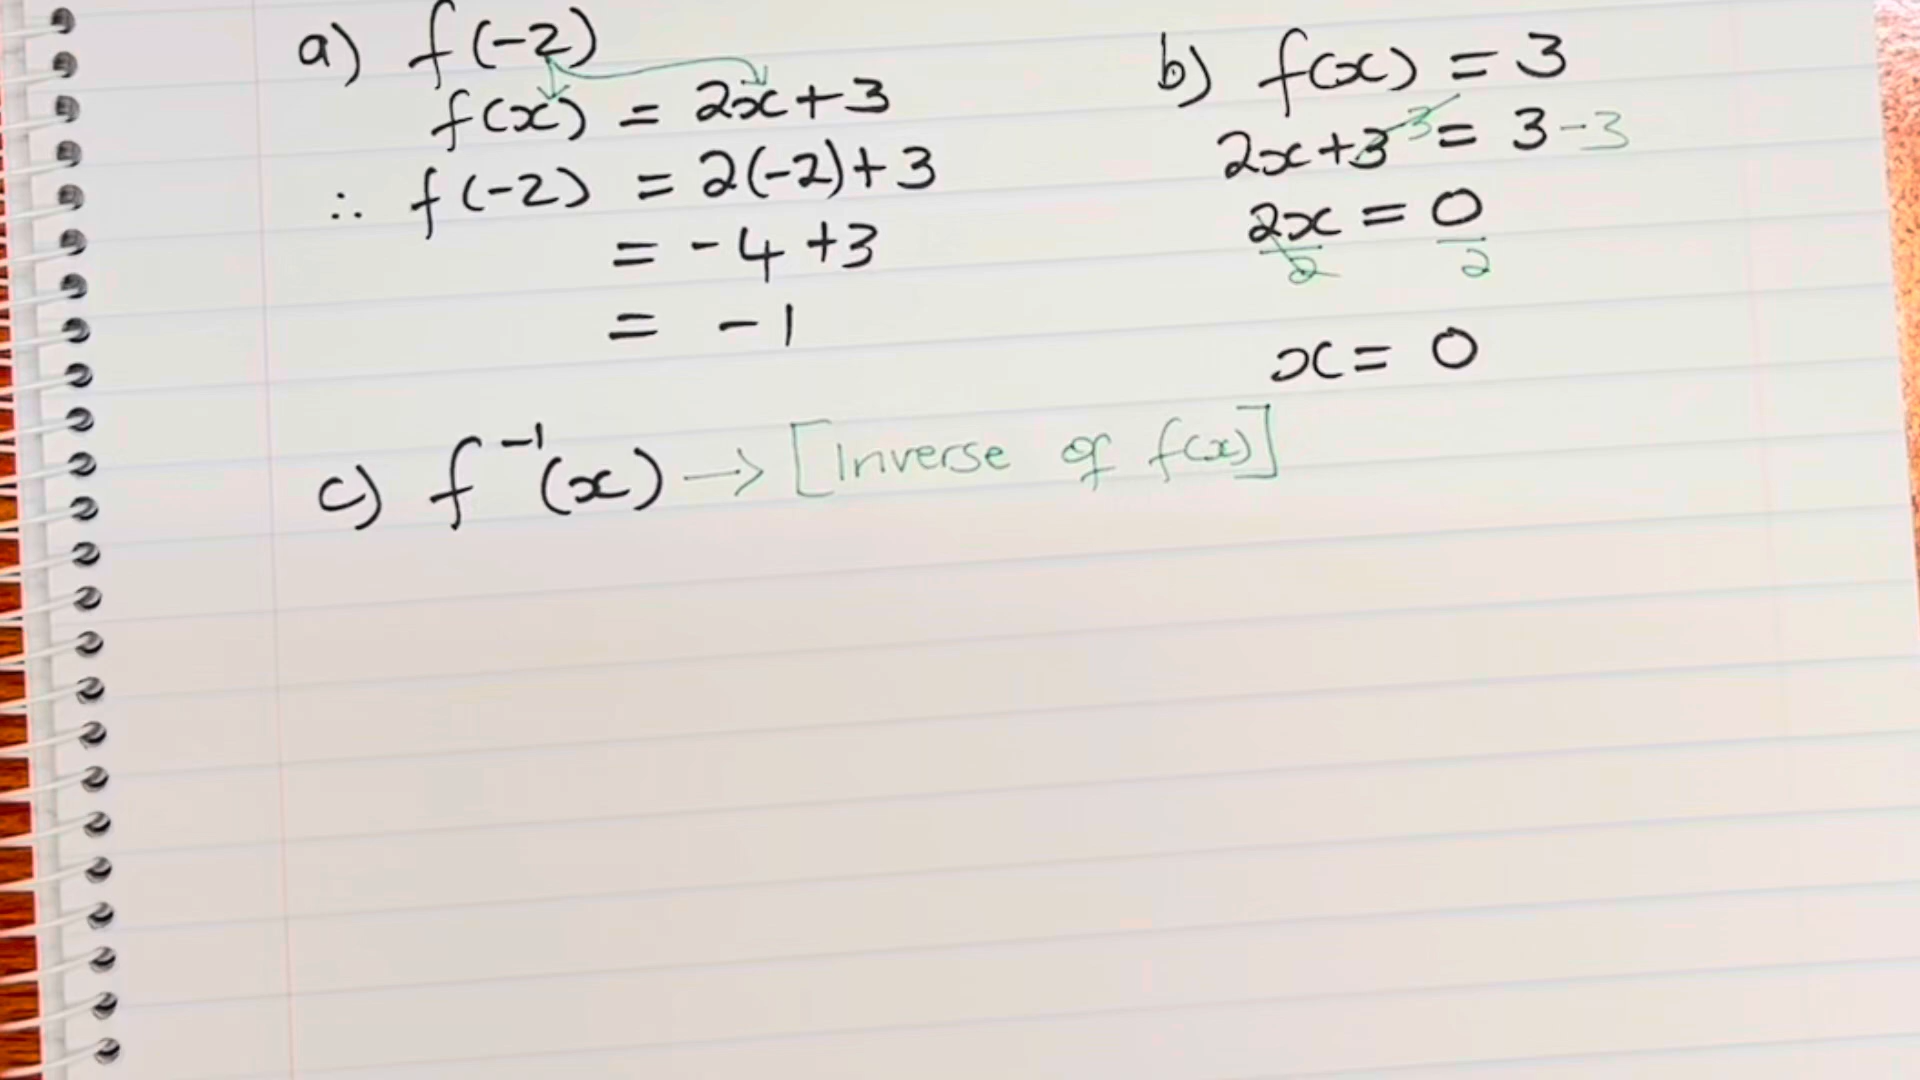 a) f(-2)
f(x) = 2x+3
∴ f(-2) = 2(-2)+3
= -4+3
= -1
b) f(x) = 3
2x+3-3 = 3-3
2x/2 = 0/2
x = 0
c) f⁻¹(x) → [Inverse of f(x)]